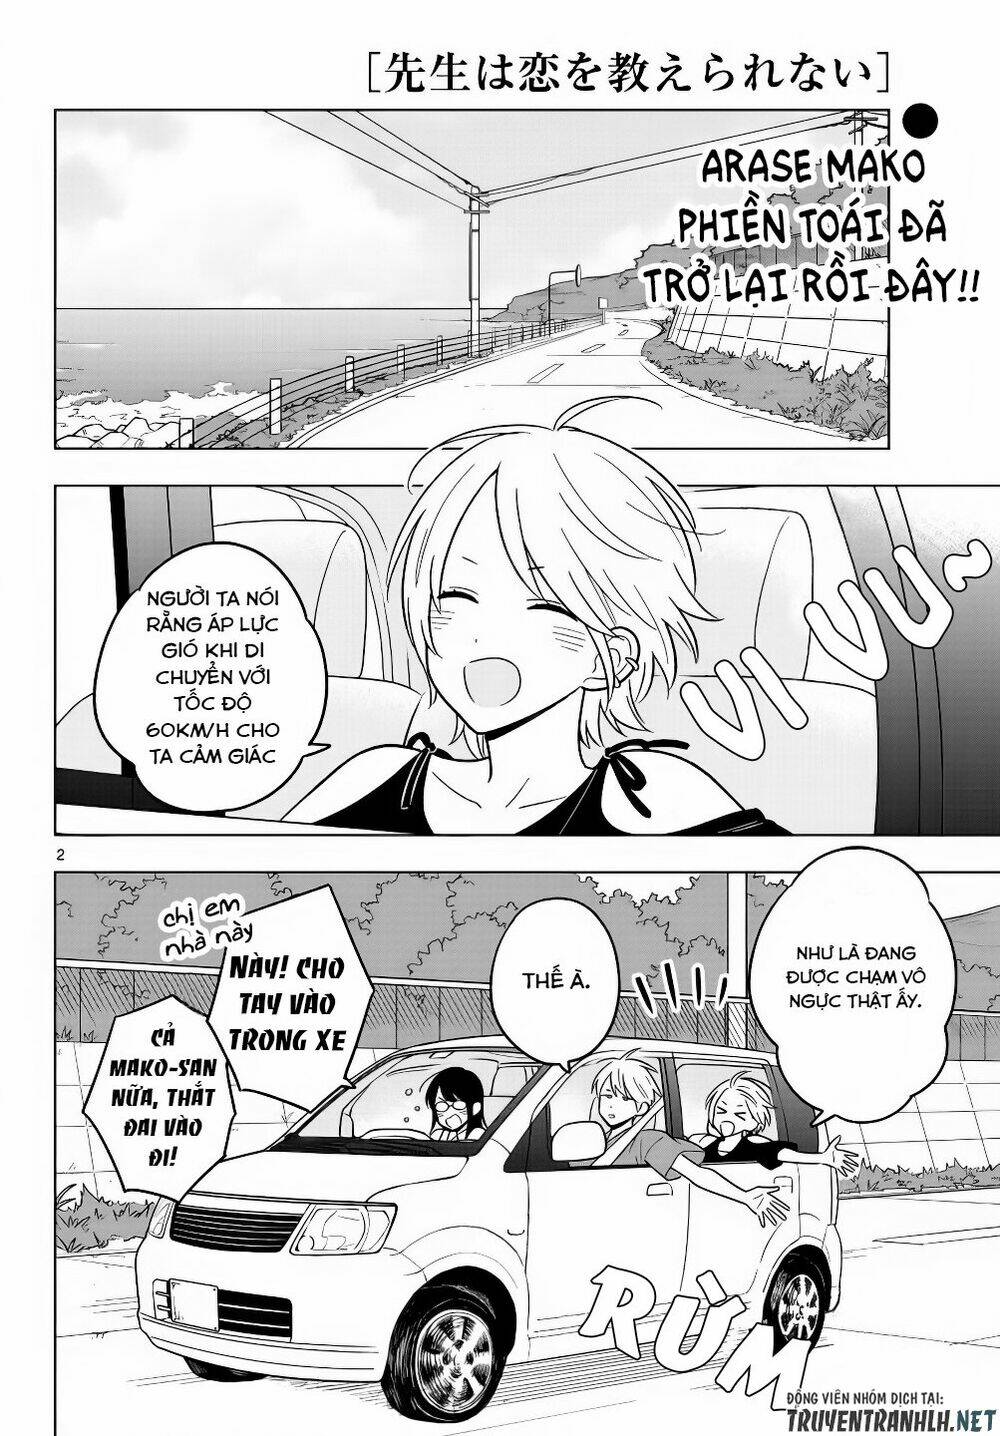 [先生は恋を教えられない]
ARASE MAKO
PHIỀN TOÁI ĐÃ
TRỞ LẠI RỒI ĐÂY!!
NGƯỜI TA NÓI
RẰNG ÁP LỰC
GIÓ KHI DI
CHUYỂN VỚI
TỐC ĐỘ
60KM/H CHO
TA CẢM GIÁC
VI VU~
2
NHƯ LÀ ĐANG
ĐƯỢC CHẠM VÔ
NGỰC THẬT ẤY.
THẾ À.
chị em
nhà này
NÀY! CHO
TAY VÀO
TRONG XE
CẢ
MAKO-SAN
NỮA, THẮT
ĐAI VÀO
ĐI!
RỪM
ĐỘNG VIÊN NHÓM DỊCH TẠI:
TRUYENTRANHLH.NET